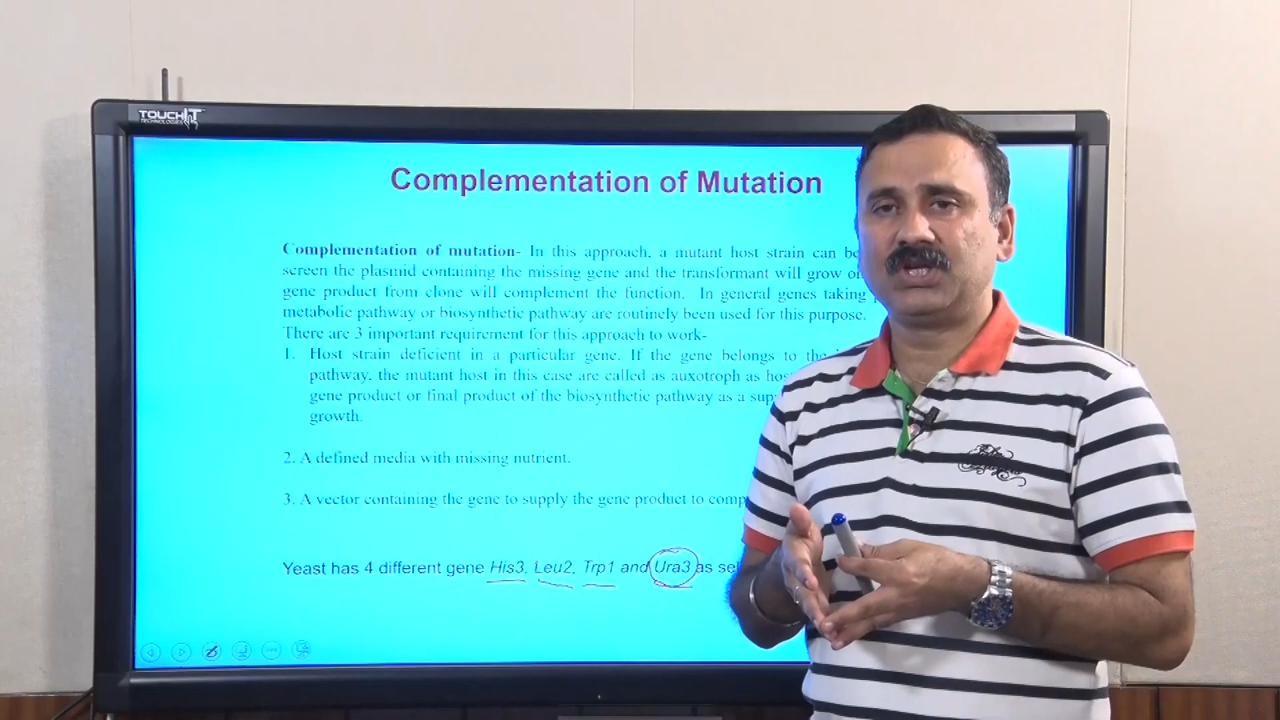 TOUCHIT
TECHNOLOGIES
Complementation of Mutation
Complementation of mutation- In this approach, a mutant host strain can be
screen the plasmid containing the missing gene and the transformant will grow on
gene product from clone will complement the function. In general genes taking
metabolic pathway or biosynthetic pathway are routinely been used for this purpose.
There are 3 important requirement for this approach to work-
1. Host strain deficient in a particular gene. If the gene belongs to the
pathway, the mutant host in this case are called as auxotroph as host
gene product or final product of the biosynthetic pathway as a
growth.
2. A defined media with missing nutrient.
3. A vector containing the gene to supply the gene product to
Yeast has 4 different gene His3, Leu2, Trp1 and Ura3 as